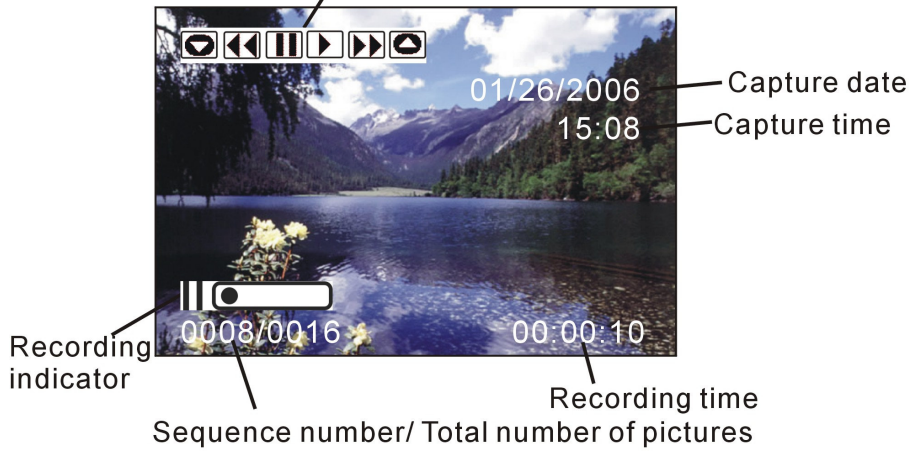 01/26/2006
Capture date
15:08
Capture time
0008/0016
00:00:10
Recording
indicator
Recording time
Sequence number/ Total number of pictures